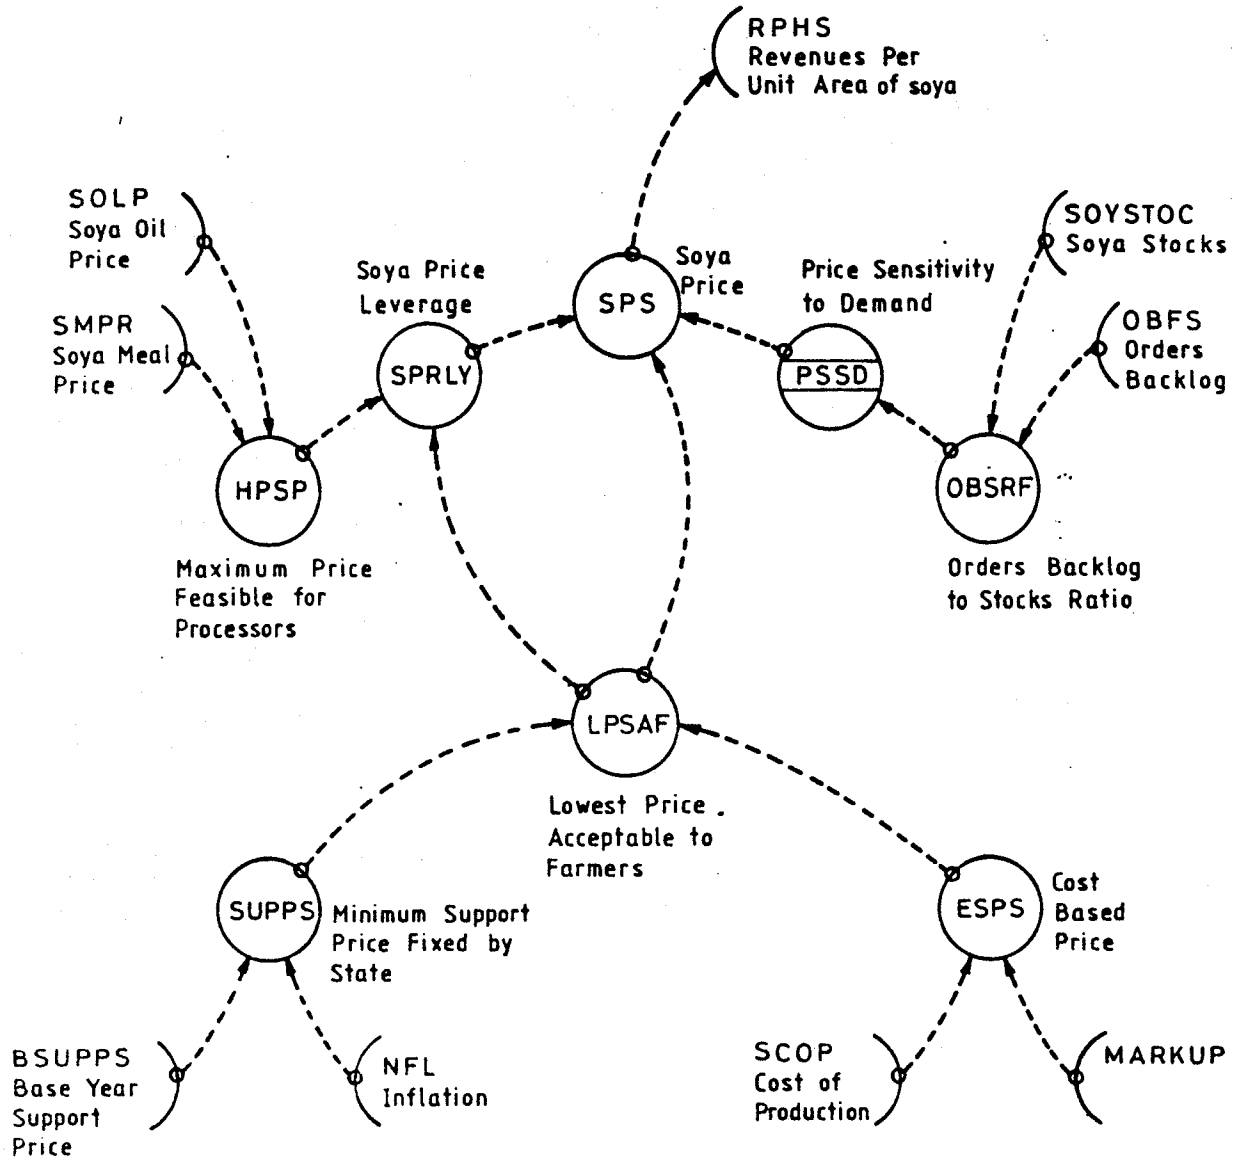 RPHS
Revenues Per
Unit Area of soya
SOLP
Soya Oil
Price
SMPR
Soya Meal
Price
Soya Price
Leverage
SPRLY
SPS
Soya
Price
Price Sensitivity
to Demand
PSSD
SOYSTOC
Soya Stocks
OBFS
Orders
Backlog
HPSP
Maximum Price
Feasible for
Processors
OBSRF
Orders Backlog
to Stocks Ratio
LPSAF
Lowest Price
Acceptable to
Farmers
SUPPS
Minimum Support
Price Fixed by
State
ESPS
Cost
Based
Price
BSUPPS
Base Year
Support
Price
NFL
Inflation
SCOP
Cost of
Production
MARKUP